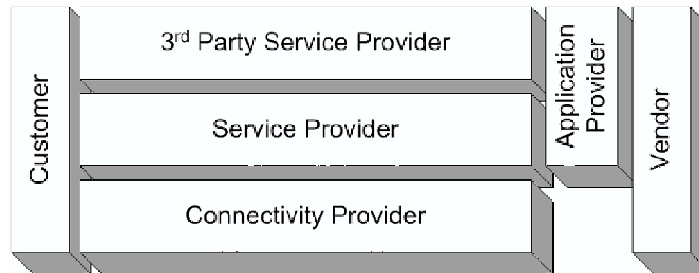 Customer
3rd Party Service Provider
Service Provider
Connectivity Provider
Application
Provider
Vendor